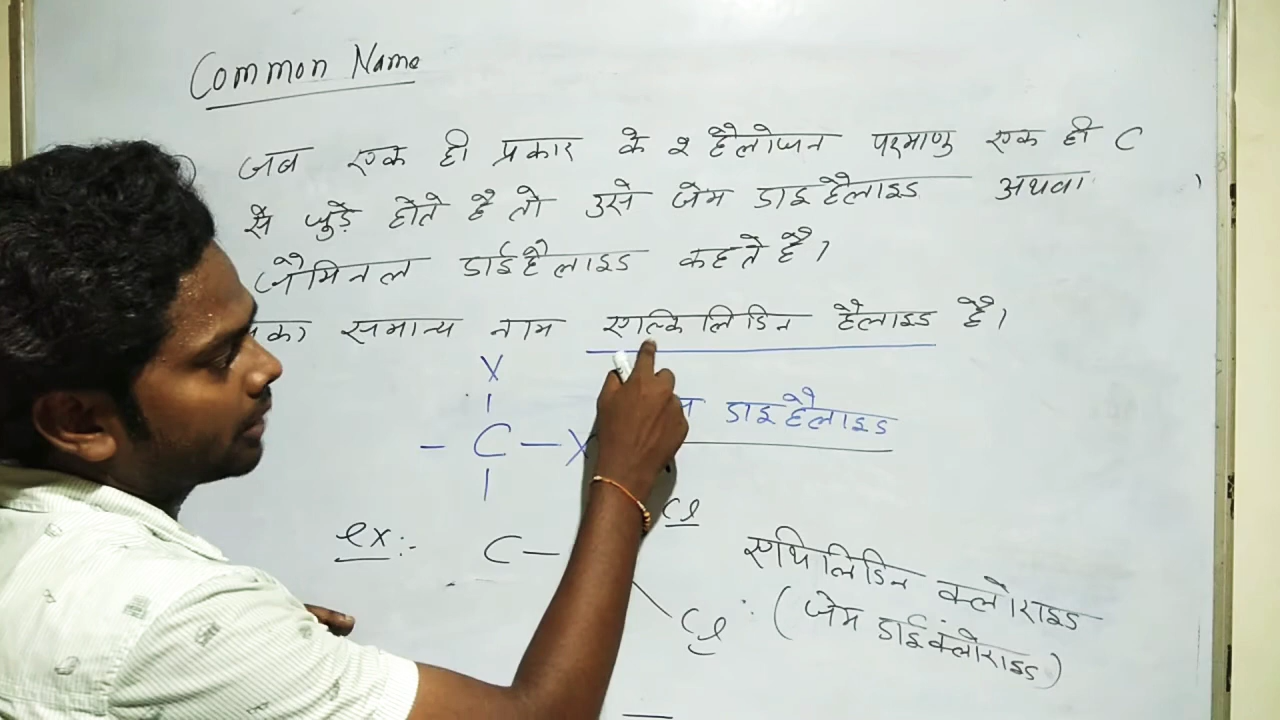 Common Name
जब एक ही प्रकार के 2 हैलोजन परमाणु एक ही C
से जुड़े होते है तो उसे जेम डाइहैलाइड अथवा
जेमिनल डाईहैलाइड कहते है।
समान्य नाम एल्कि लिडिन हैलाइड है।
X
- C - X
डाइहैलाइड
ex:- C -
Cl
Cl
एथिलिडिन क्लोराइड
(जेम डाईक्लोराइड)